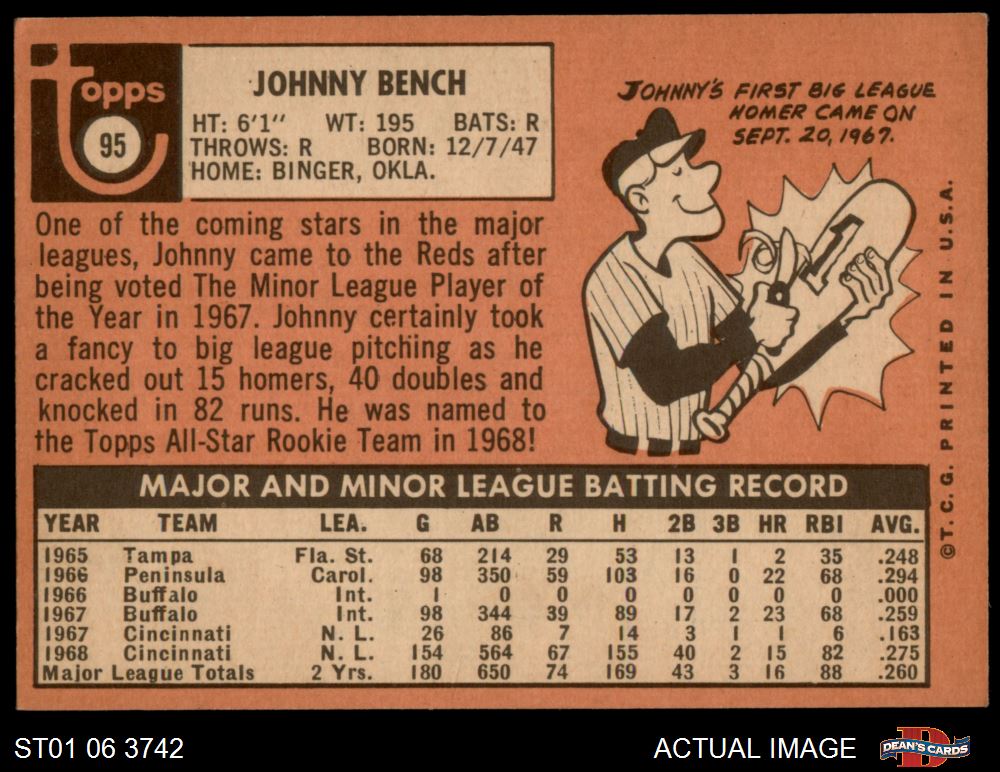 Topps
95
JOHNNY BENCH
HT: 6'1" WT: 195 BATS: R
THROWS: R BORN: 12/7/47
HOME: BINGER, OKLA.
JOHNNY'S FIRST BIG LEAGUE
HOMER CAME ON
SEPT. 20, 1967.
1
One of the coming stars in the major
leagues, Johnny came to the Reds after
being voted The Minor League Player of
the Year in 1967. Johnny certainly took
a fancy to big league pitching as he
cracked out 15 homers, 40 doubles and
knocked in 82 runs. He was named to
the Topps All-Star Rookie Team in 1968!
©T. C. G. PRINTED IN U.S.A.
MAJOR AND MINOR LEAGUE BATTING RECORD
YEAR TEAM LEA. G AB R H 2B 3B HR RBI AVG.
1965 Tampa Fla. St. 68 214 29 53 13 1 2 35 .248
1966 Peninsula Carol. 98 350 59 103 16 0 22 68 .294
1966 Buffalo Int. 1 0 0 0 0 0 0 0 .000
1967 Buffalo Int. 98 344 39 89 17 2 23 68 .259
1967 Cincinnati N. L. 26 86 7 14 3 1 1 6 .163
1968 Cincinnati N. L. 154 564 67 155 40 2 15 82 .275
Major League Totals 2 Yrs. 180 650 74 169 43 3 16 88 .260
ST01 06 3742
ACTUAL IMAGE
D
DEAN'S CARDS